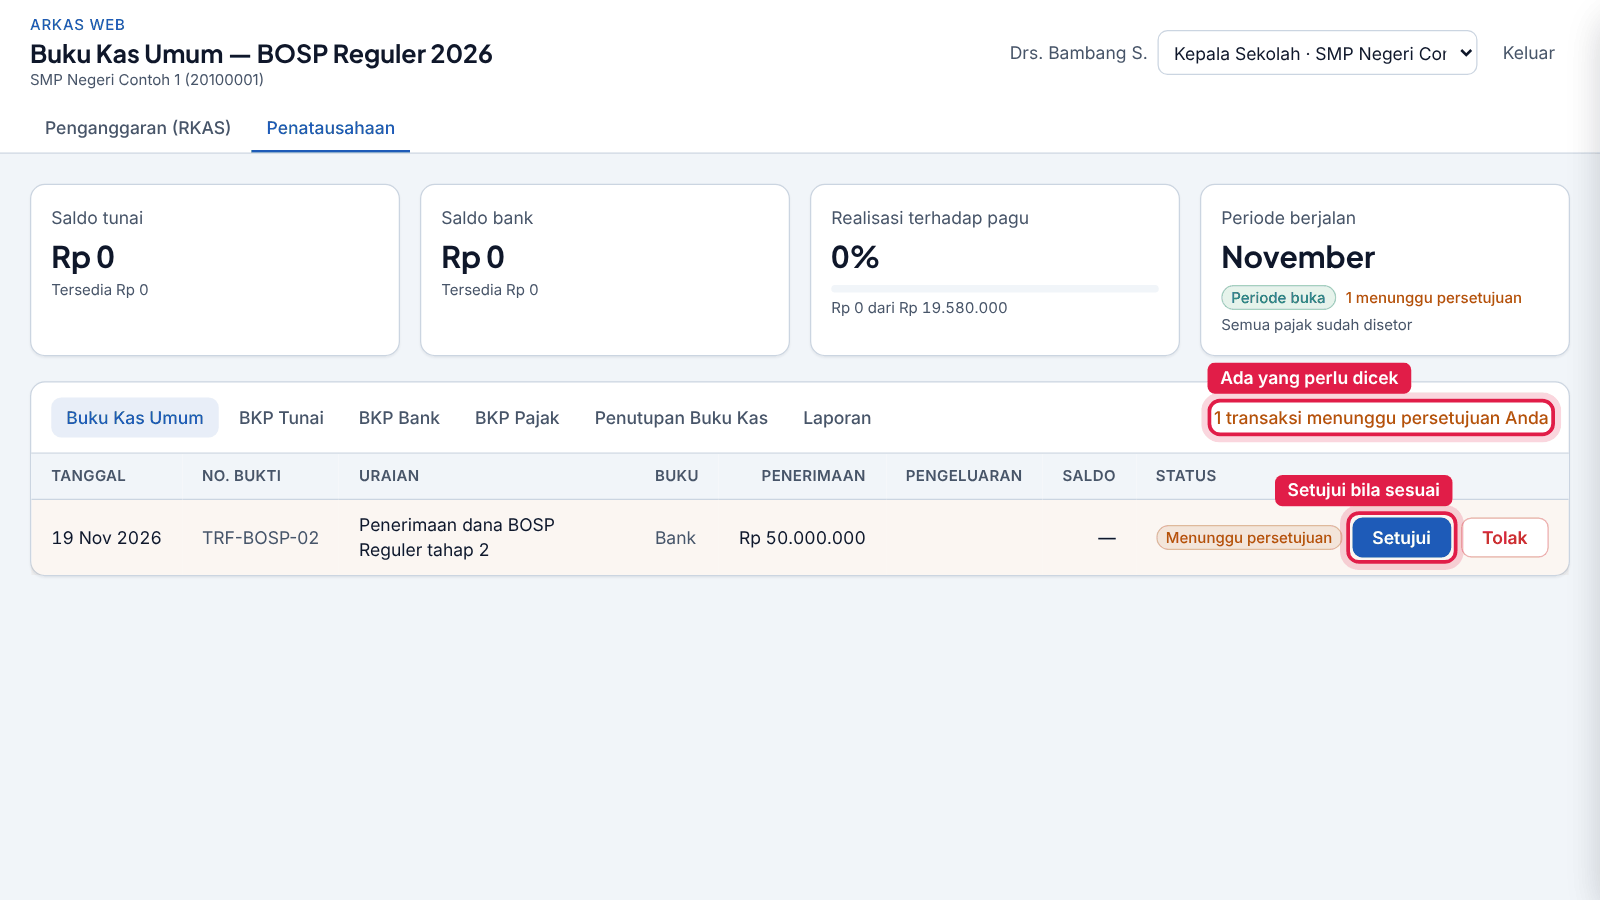 ARKAS WEB
Buku Kas Umum — BOSP Reguler 2026
SMP Negeri Contoh 1 (20100001)
Drs. Bambang S.
Kepala Sekolah · SMP Negeri Cor
Keluar
Penganggaran (RKAS)
Penatausahaan
Saldo tunai
Rp 0
Tersedia Rp 0
Saldo bank
Rp 0
Tersedia Rp 0
Realisasi terhadap pagu
0%
Rp 0 dari Rp 19.580.000
Periode berjalan
November
Periode buka
1 menunggu persetujuan
Semua pajak sudah disetor
Ada yang perlu dicek
Buku Kas Umum
BKP Tunai
BKP Bank
BKP Pajak
Penutupan Buku Kas
Laporan
1 transaksi menunggu persetujuan Anda
TANGGAL
NO. BUKTI
URAIAN
BUKU
PENERIMAAN
PENGELUARAN
SALDO
STATUS
Setujui bila sesuai
19 Nov 2026
TRF-BOSP-02
Penerimaan dana BOSP
Reguler tahap 2
Bank
Rp 50.000.000
—
Menunggu persetujuan
Setujui
Tolak